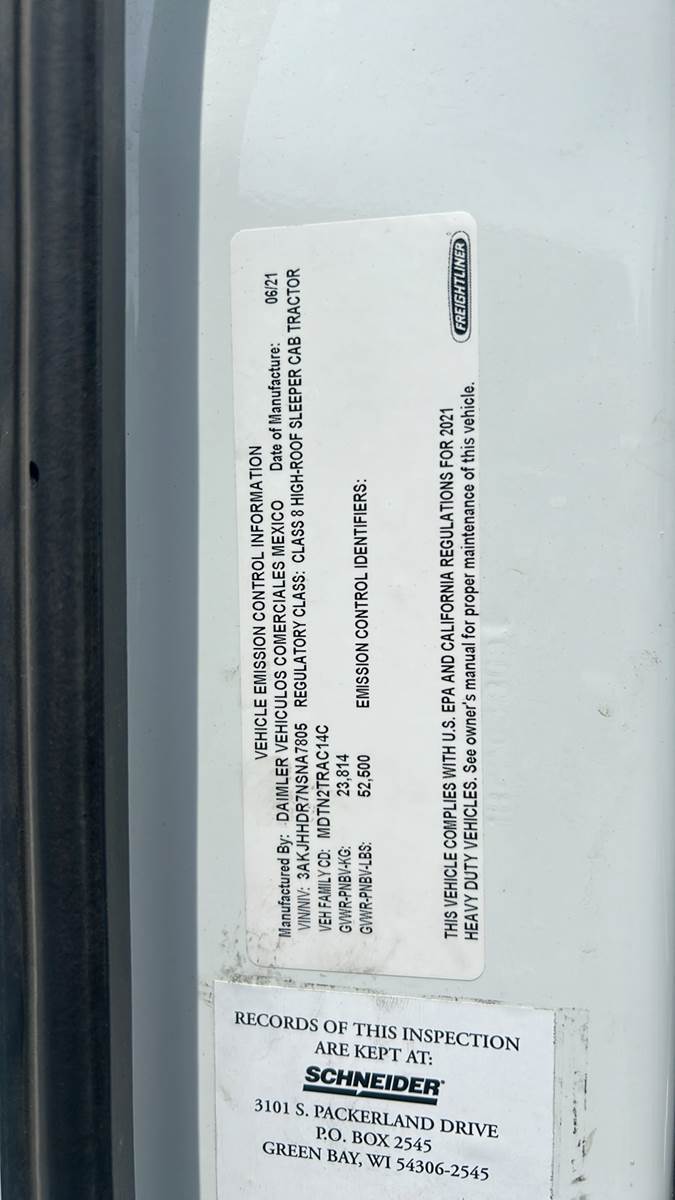 VEHICLE EMISSION CONTROL INFORMATION
Manufactured By: DAIMLER VEHICULOS COMERCIALES MEXICO Date of Manufacture: 06/21
VIN/NIV: 3AKJHHDR7NSNA7805 REGULATORY CLASS: CLASS 8 HIGH-ROOF SLEEPER CAB TRACTOR
VEH FAMILY CD: MDTN2TRAC14C
GVWR-PNBV-KG: 23,814
GVWR-PNBV-LBS: 52,500 EMISSION CONTROL IDENTIFIERS:
THIS VEHICLE COMPLIES WITH U.S. EPA AND CALIFORNIA REGULATIONS FOR 2021
HEAVY DUTY VEHICLES. See owner's manual for proper maintenance of this vehicle.
FREIGHTLINER
RECORDS OF THIS INSPECTION
ARE KEPT AT:
SCHNEIDER
3101 S. PACKERLAND DRIVE
P.O. BOX 2545
GREEN BAY, WI 54306-2545